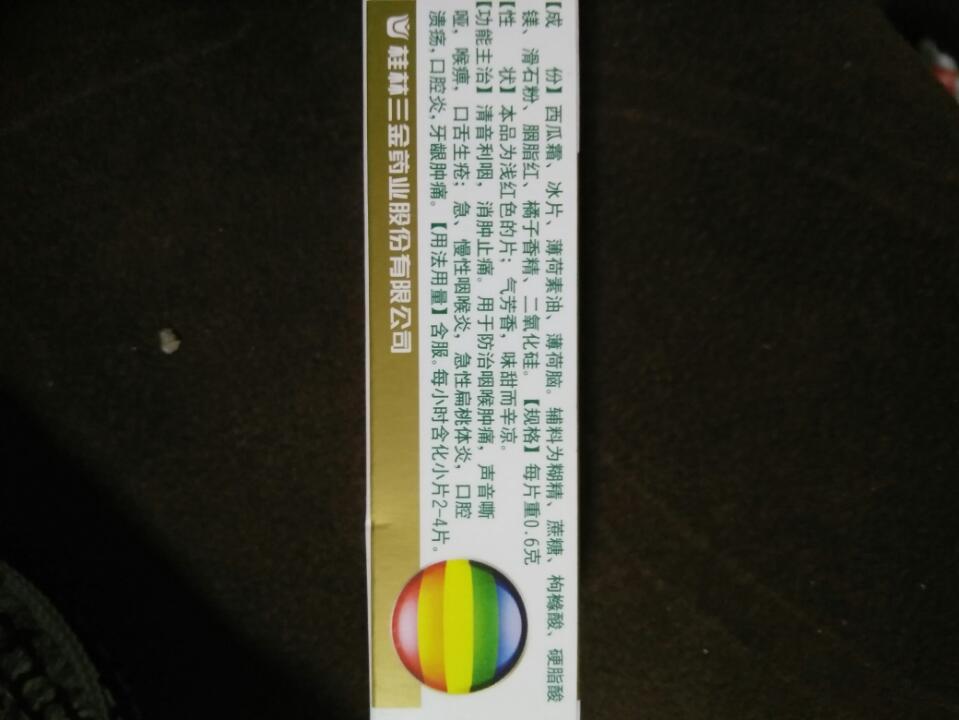 【成　份】西瓜霜、冰片、薄荷素油、薄荷脑。辅料为糊精、蔗糖、枸橼酸、硬脂酸
镁、滑石粉、胭脂红、橘子香精、二氧化硅。【规格】每片重0.6克
【性　状】本品为浅红色的片；气芳香，味甜而辛凉。
【功能主治】清音利咽，消肿止痛。用于防治咽喉肿痛，声音嘶
哑，喉痹，口舌生疮；急、慢性咽喉炎，急性扁桃体炎，口腔
溃疡，口腔炎，牙龈肿痛。【用法用量】含服。每小时含化小片2-4片。
桂林三金药业股份有限公司